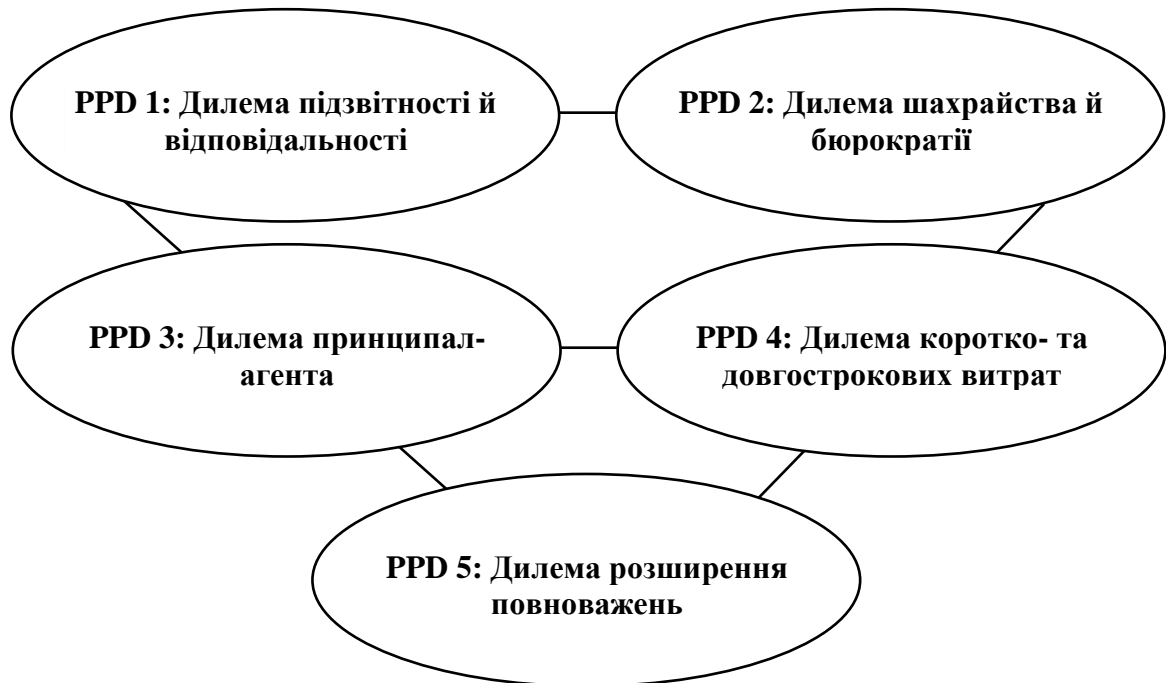 PPD 1: Дилема підзвітності й
відповідальності
PPD 2: Дилема шахрайства й
бюрократії
PPD 3: Дилема принципал-
агента
PPD 4: Дилема коротко- та
довгострокових витрат
PPD 5: Дилема розширення
повноважень